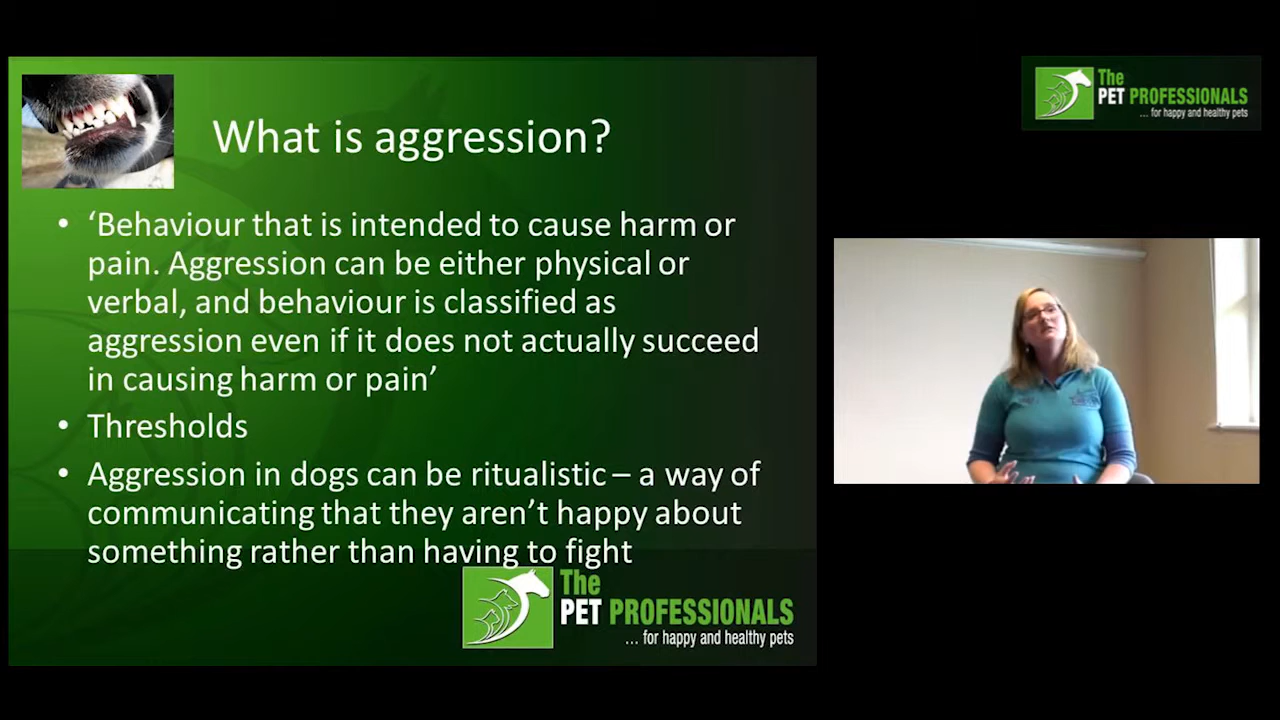 The
PET PROFESSIONALS
... for happy and healthy pets
What is aggression?
• ‘Behaviour that is intended to cause harm or
pain. Aggression can be either physical or
verbal, and behaviour is classified as
aggression even if it does not actually succeed
in causing harm or pain’
• Thresholds
• Aggression in dogs can be ritualistic – a way of
communicating that they aren’t happy about
something rather than having to fight
The
PET PROFESSIONALS
... for happy and healthy pets